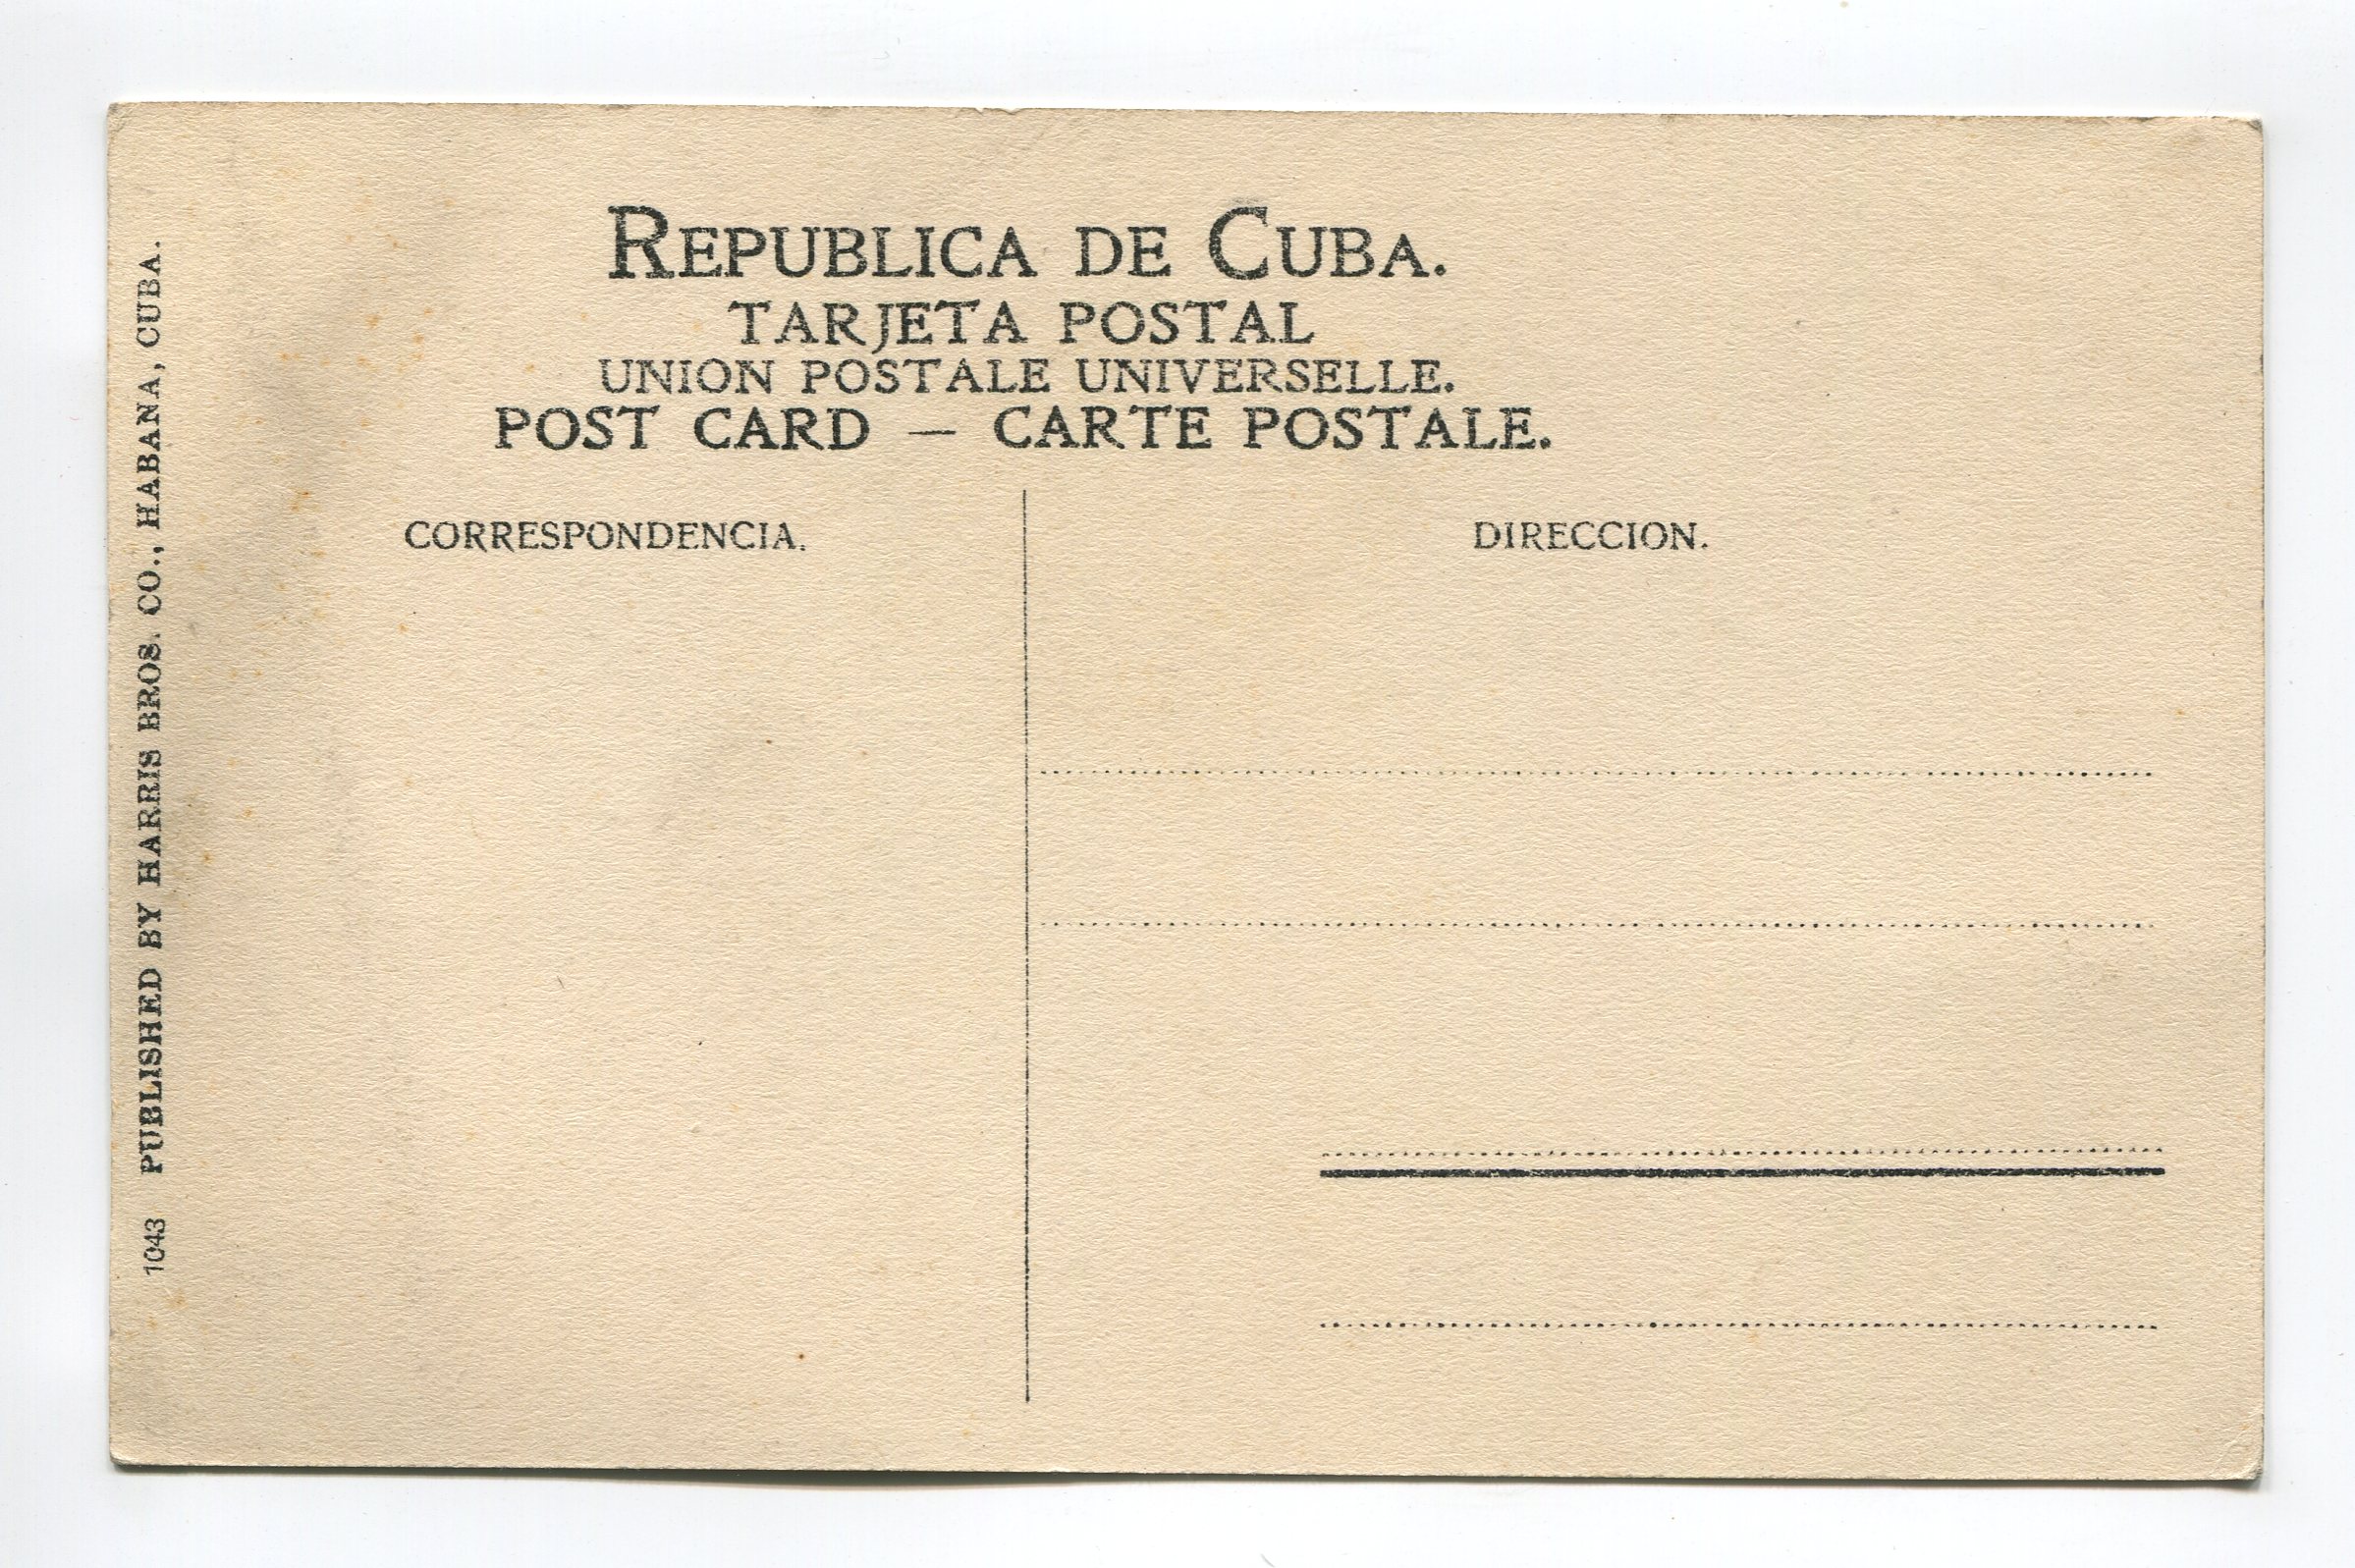 REPUBLICA DE CUBA.
TARJETA POSTAL
UNION POSTALE UNIVERSELLE.
POST CARD — CARTE POSTALE.
CORRESPONDENCIA.
DIRECCION.
1043 PUBLISHED BY HARRIS BROS. CO., HABANA, CUBA.